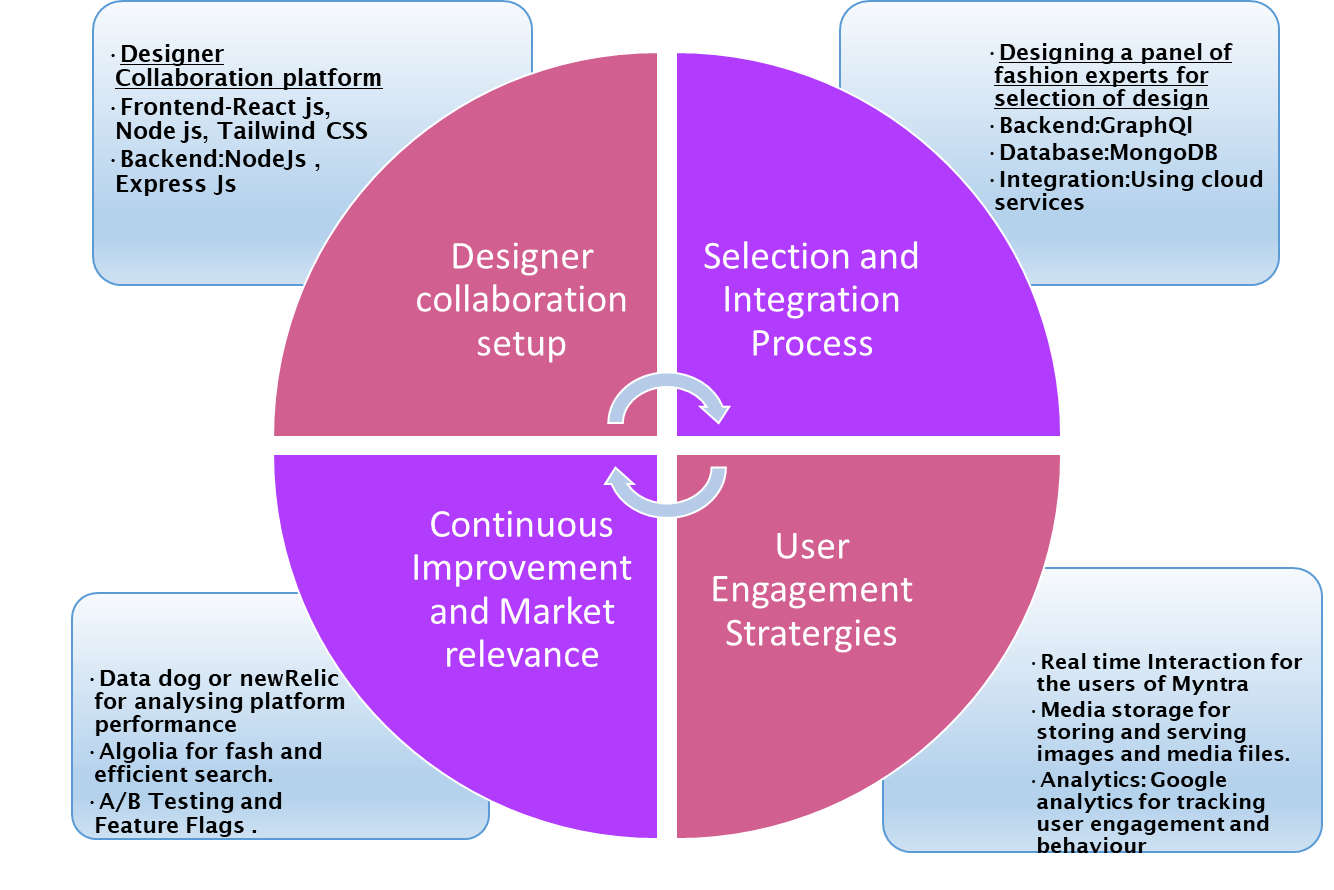 · Designer
Collaboration platform
· Frontend-React js,
Node js, Tailwind CSS
· Backend:NodeJs ,
Express Js
· Designing a panel of
fashion experts for
selection of design
· Backend:GraphQl
· Database:MongoDB
· Integration:Using cloud
services
Designer
collaboration
setup
Selection and
Integration
Process
Continuous
Improvement
and Market
relevance
User
Engagement
Stratergies
· Data dog or newRelic
for analysing platform
performance
· Algolia for fash and
efficient search.
· A/B Testing and
Feature Flags .
· Real time Interaction for
the users of Myntra
· Media storage for
storing and serving
images and media files.
· Analytics: Google
analytics for tracking
user engagement and
behaviour